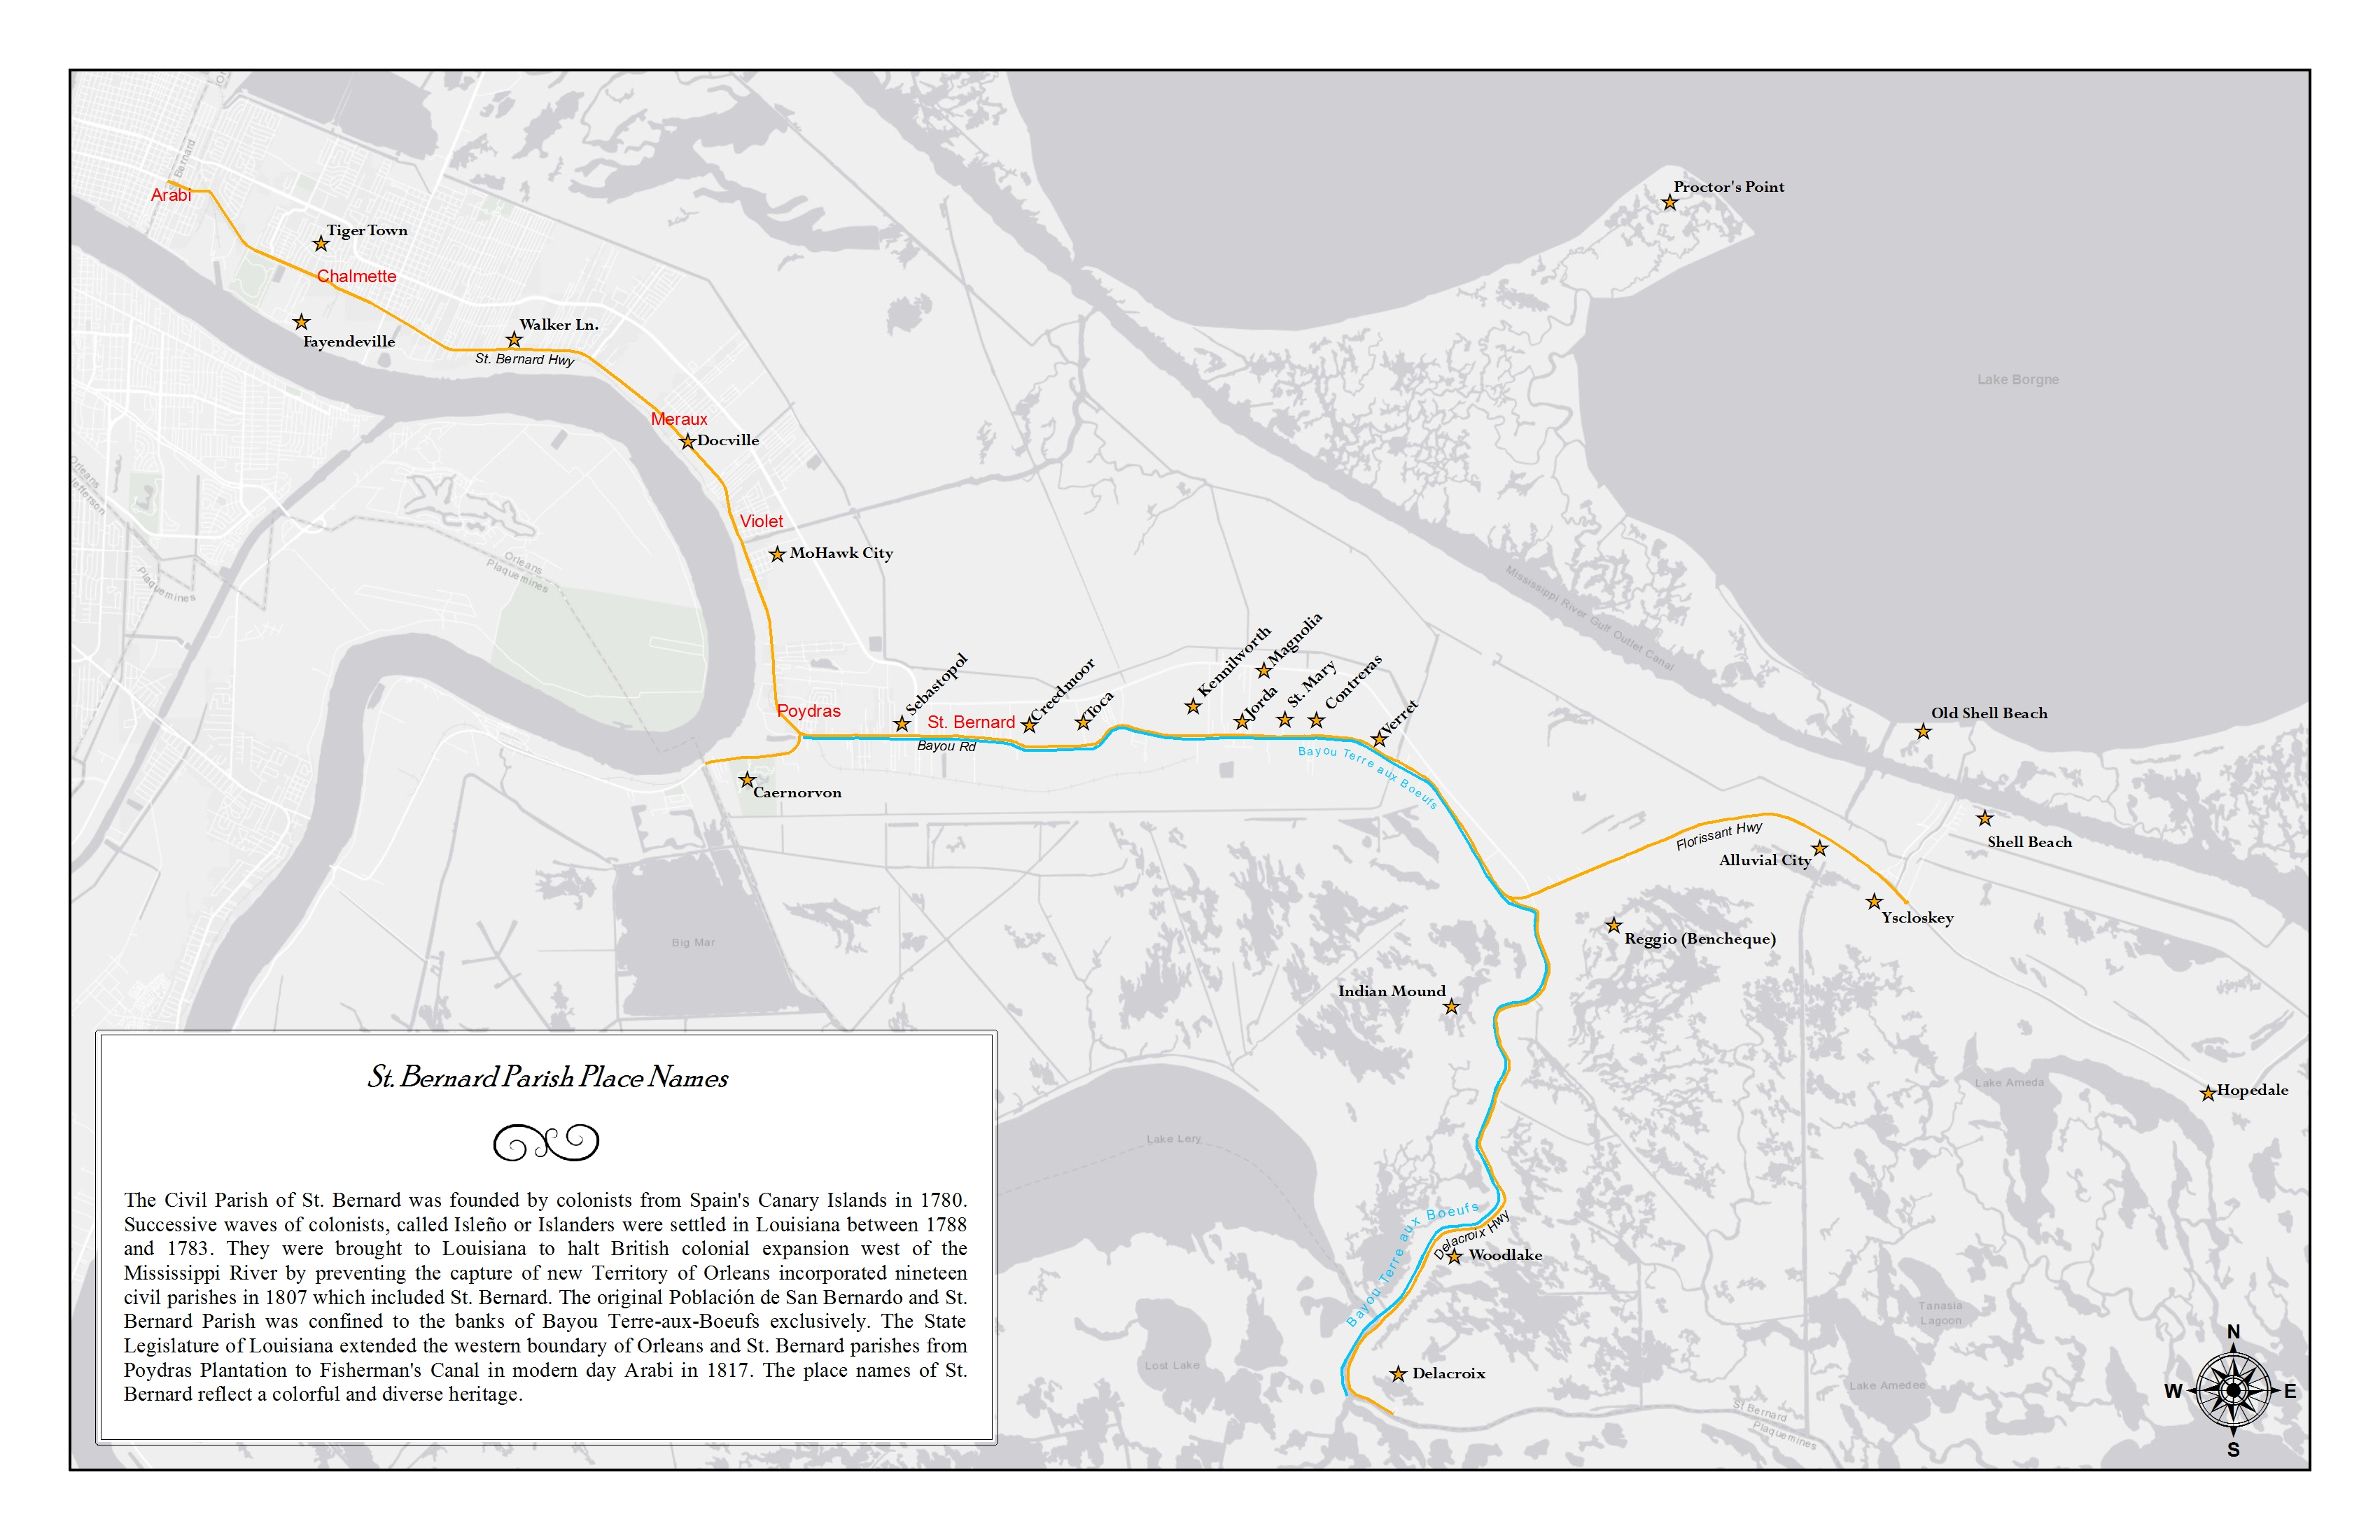 Arabi
St Bernard
Tiger Town
Chalmette
Fayendeville
Walker Ln.
St. Bernard Hwy
Meraux
Docville
Violet
MoHawk City
Orleans
Jefferson
Orleans
Plaquemines
Plaquemines
Proctor's Point
Lake Borgne
Mississippi River Gulf Outlet Canal
Poydras
Sebastopol
St. Bernard
Bayou Rd
Creedmoor
Toca
Kennilworth
Magnolia
Jorda
St. Mary
Contreras
Verret
Bayou Terre aux Boeufs
Caernorvon
Old Shell Beach
Shell Beach
Florissant Hwy
Alluvial City
Yscloskey
Reggio (Bencheque)
Big Mar
Indian Mound
Lake Ameda
Hopedale
Lake Lery
Bayou Terre aux Boeufs
Delacroix Hwy
Woodlake
Tanasia
Lagoon
Lost Lake
Delacroix
Lake Amedee
St Bernard
Plaquemines
N
W
E
S
St. Bernard Parish Place Names
The Civil Parish of St. Bernard was founded by colonists from Spain's Canary Islands in 1780.
Successive waves of colonists, called Isleño or Islanders were settled in Louisiana between 1788
and 1783. They were brought to Louisiana to halt British colonial expansion west of the
Mississippi River by preventing the capture of new Territory of Orleans incorporated nineteen
civil parishes in 1807 which included St. Bernard. The original Población de San Bernardo and St.
Bernard Parish was confined to the banks of Bayou Terre-aux-Boeufs exclusively. The State
Legislature of Louisiana extended the western boundary of Orleans and St. Bernard parishes from
Poydras Plantation to Fisherman's Canal in modern day Arabi in 1817. The place names of St.
Bernard reflect a colorful and diverse heritage.